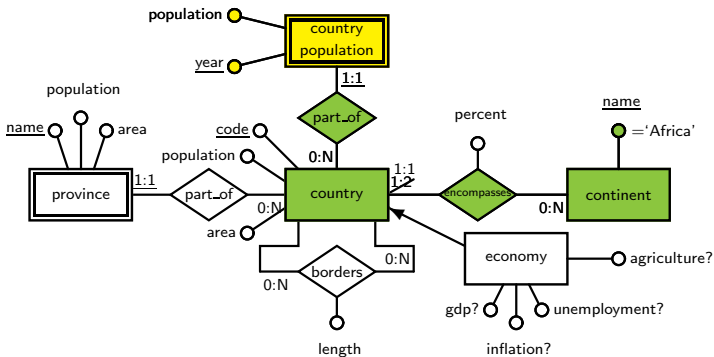 population
country
population
year
1:1
population
name
area
code
part_of
percent
name
='Africa'
population
0:N
1:1
1:2
province
1:1
part_of
0:N
country
encompasses
0:N
continent
area
0:N
borders
0:N
economy
agriculture?
gdp?
unemployment?
length
inflation?